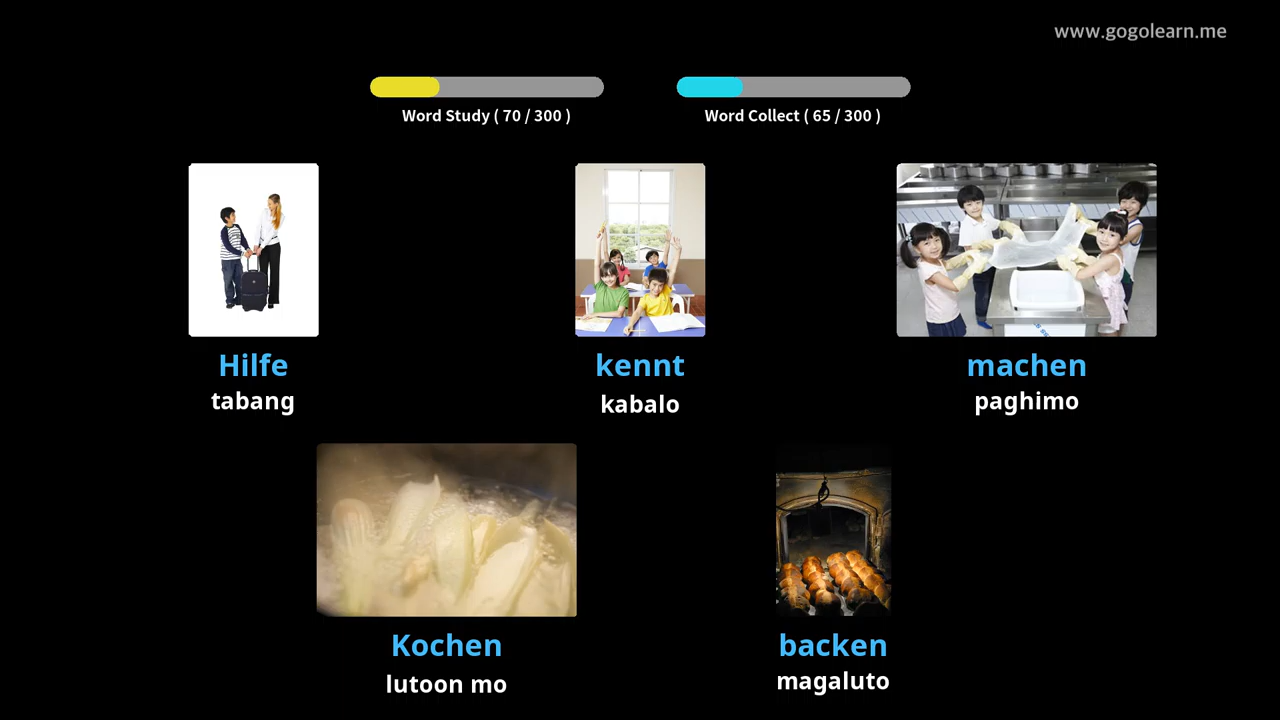 www.gogolearn.me
Word Study ( 70 / 300 )
Word Collect ( 65 / 300 )
Hilfe
tabang
kennt
kabalo
machen
paghimo
Kochen
lutoon mo
backen
magaluto